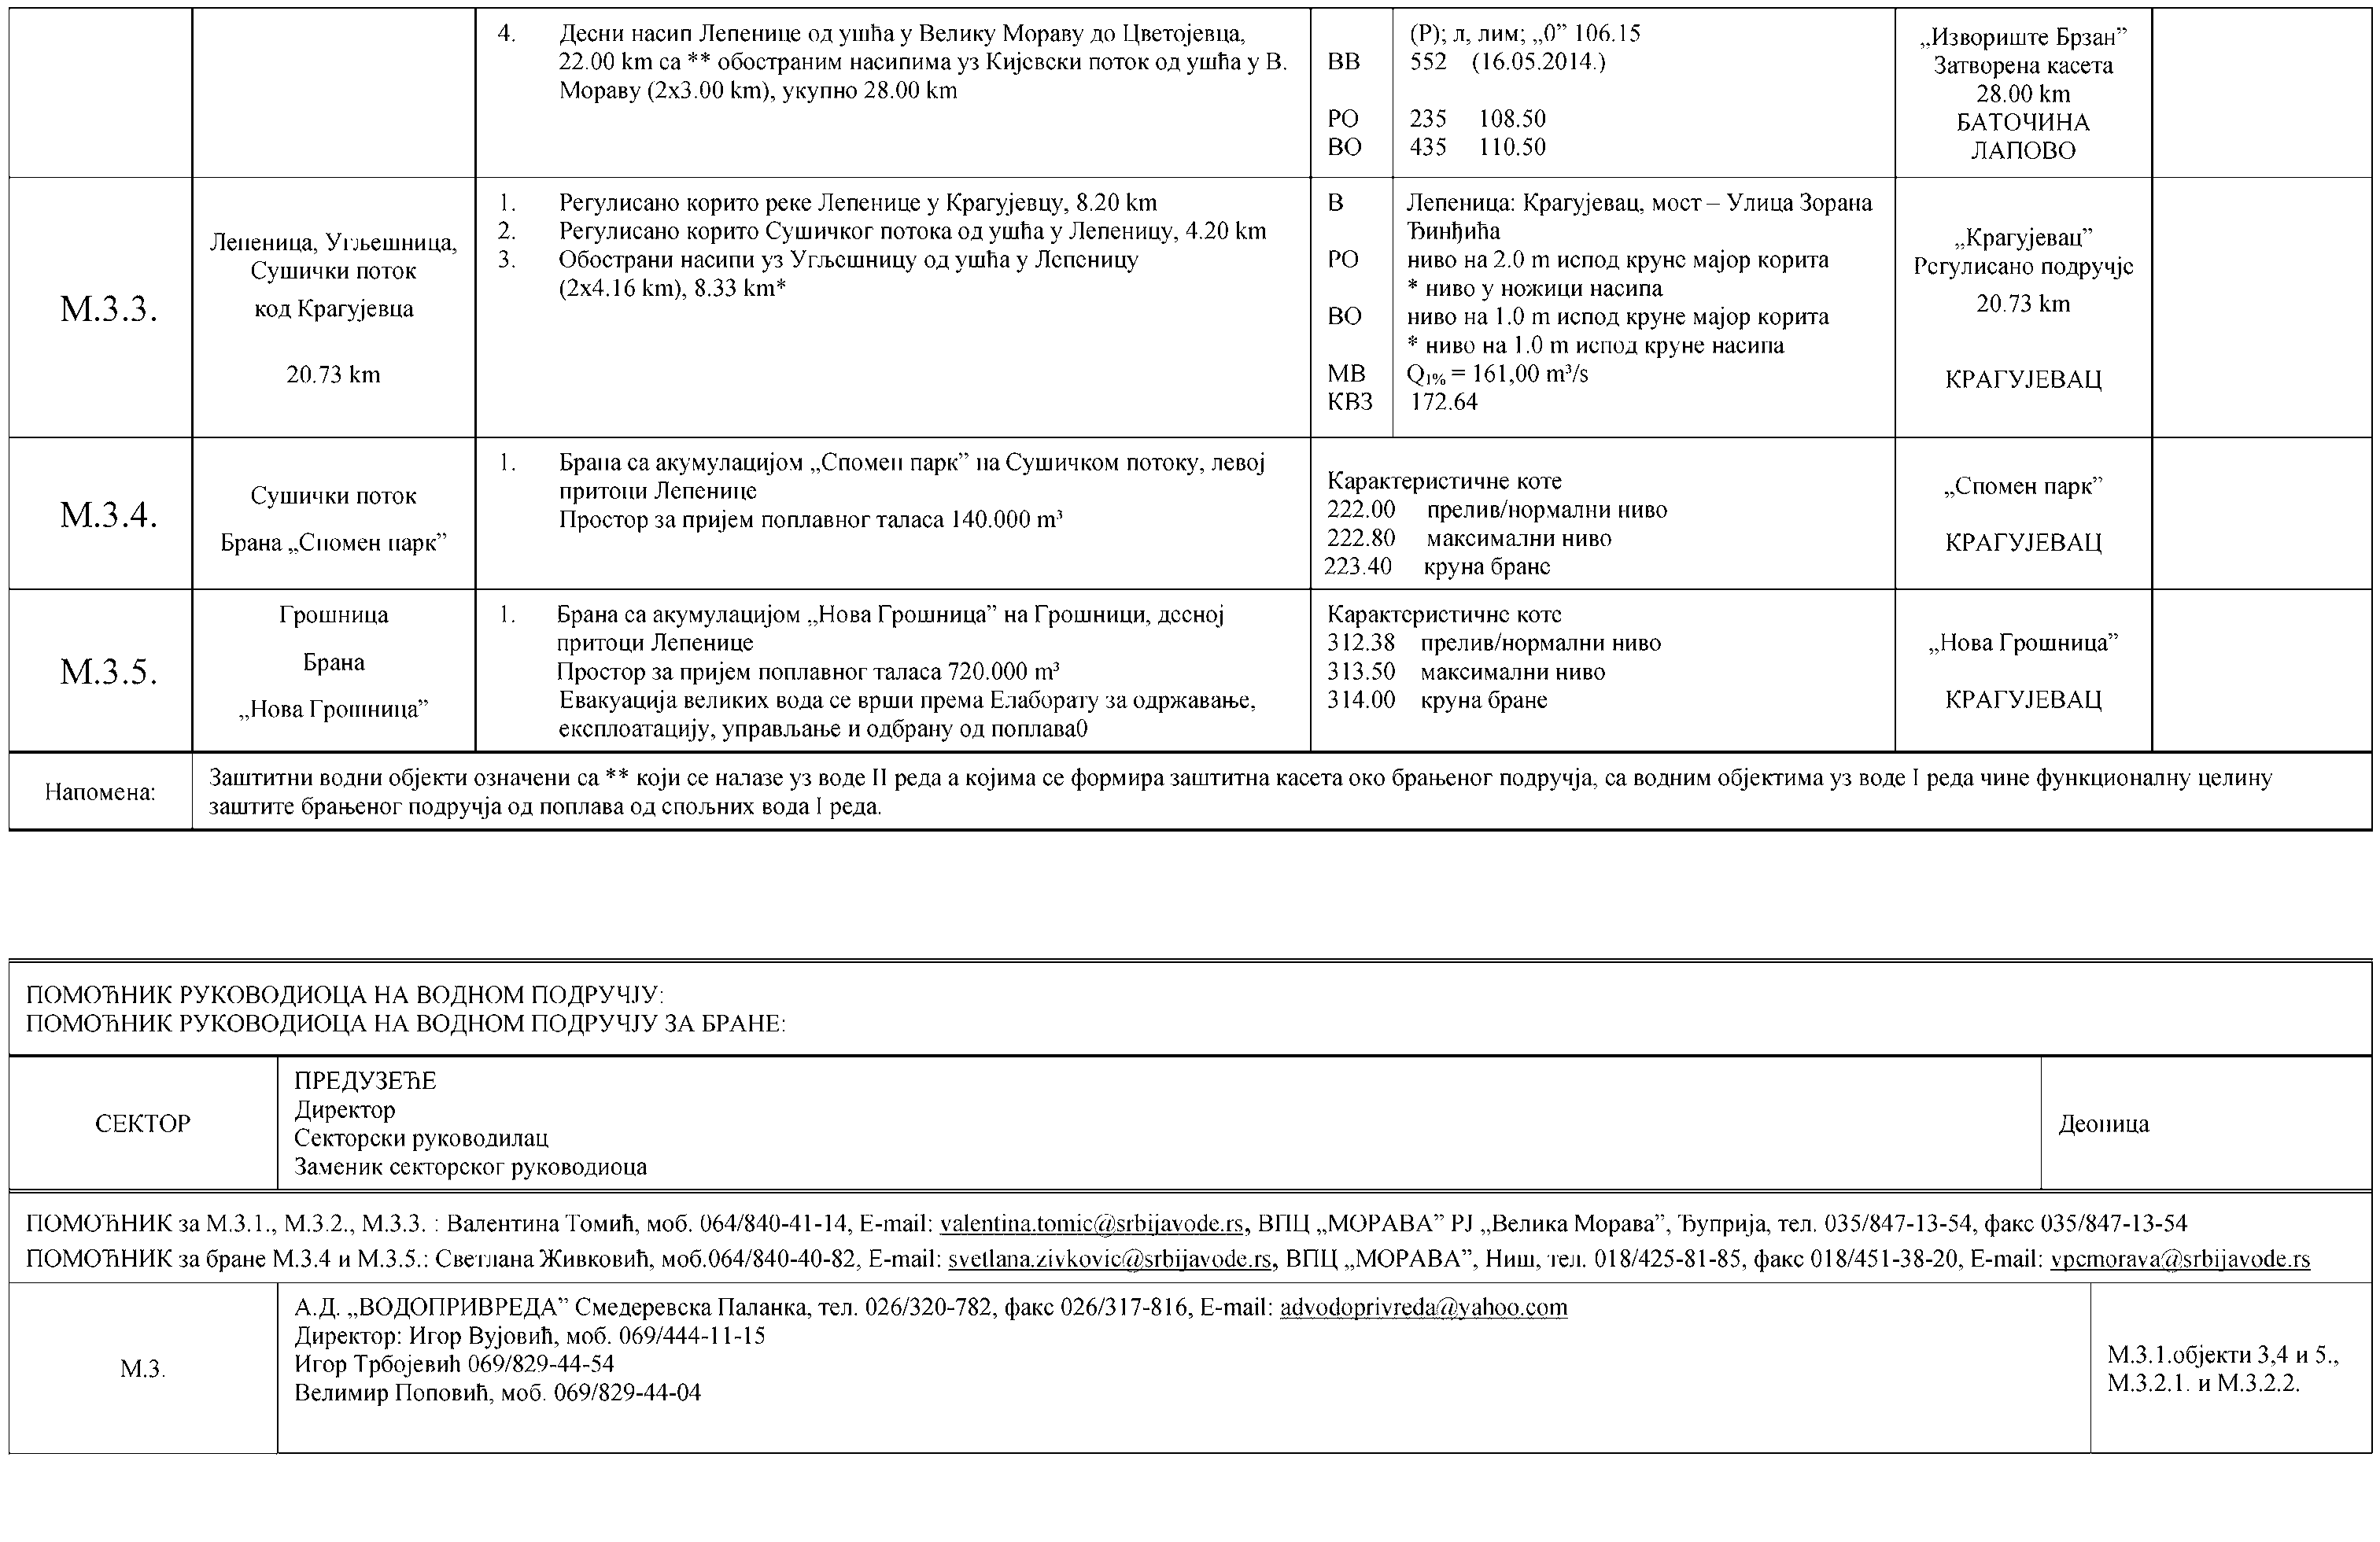 4. Десни насип Лепенице од ушћа у Велику Мораву до Цветојевца,
22.00 km са ** обостраним насипима уз Кијевски поток од ушћа у В.
Мораву (2x3.00 km), укупно 28.00 km
(Р); л, лим; „0” 106.15
ВВ 552 (16.05.2014.)
РО 235 108.50
ВО 435 110.50
„Извориште Брзан”
Затворена касета
28.00 km
БАТОЧИНА
ЛАПОВО
М.3.3.
Лепеница, Угљешница,
Сушички поток
код Крагујевца
20.73 km
1. Регулисано корито реке Лепенице у Крагујевцу, 8.20 km
2. Регулисано корито Сушичког потока од ушћа у Лепеницу, 4.20 km
3. Обострани насипи уз Угљешницу од ушћа у Лепеницу
(2x4.16 km), 8.33 km*
В Лепеница: Крагујевац, мост – Улица Зорана
Ђинђића
РО ниво на 2.0 m испод круне мајор корита
* ниво у ножици насипа
ВО ниво на 1.0 m испод круне мајор корита
* ниво на 1.0 m испод круне насипа
МВ Q1% = 161,00 m³/s
КВЗ 172.64
„Крагујевац”
Регулисано подручје
20.73 km
КРАГУЈЕВАЦ
М.3.4.
Сушички поток
Брана „Спомен парк”
1. Брана са акумулацијом „Спомен парк” на Сушичком потоку, левој
притоци Лепенице
Простор за пријем поплавног таласа 140.000 m³
Карактеристичне коте
222.00 прелив/нормални ниво
222.80 максимални ниво
223.40 круна бране
„Спомен парк”
КРАГУЈЕВАЦ
М.3.5.
Грошница
Брана
„Нова Грошница”
1. Брана са акумулацијом „Нова Грошница” на Грошници, десној
притоци Лепенице
Простор за пријем поплавног таласа 720.000 m³
Евакуација великих вода се врши према Елаборату за одржавање,
експлоатацију, управљање и одбрану од поплава0
Карактеристичне коте
312.38 прелив/нормални ниво
313.50 максимални ниво
314.00 круна бране
„Нова Грошница”
КРАГУЈЕВАЦ
Напомена:
Заштитни водни објекти означени са ** који се налазе уз воде II реда а којима се формира заштитна касета око брањеног подручја, са водним објектима уз воде I реда чине функционалну целину
заштите брањеног подручја од поплава од спољних вода I реда.
ПОМОЋНИК РУКОВОДИОЦА НА ВОДНОМ ПОДРУЧЈУ:
ПОМОЋНИК РУКОВОДИОЦА НА ВОДНОМ ПОДРУЧЈУ ЗА БРАНЕ:
СЕКТОР
ПРЕДУЗЕЋЕ
Директор
Секторски руководилац
Заменик секторског руководиоца
Деоница
ПОМОЋНИК за М.3.1., М.3.2., М.3.3. : Валентина Томић, моб. 064/840-41-14, E-mail: valentina.tomic@srbijavode.rs, ВПЦ „МОРАВА” РЈ „Велика Морава”, Ћуприја, тел. 035/847-13-54, факс 035/847-13-54
ПОМОЋНИК за бране М.3.4 и М.3.5.: Светлана Живковић, моб.064/840-40-82, E-mail: svetlana.zivkovic@srbijavode.rs, ВПЦ „МОРАВА”, Ниш, тел. 018/425-81-85, факс 018/451-38-20, E-mail: vpcmorava@srbijavode.rs
М.3.
А.Д. „ВОДОПРИВРЕДА” Смедеревска Паланка, тел. 026/320-782, факс 026/317-816, E-mail: advodoprivreda@yahoo.com
Директор: Игор Вујовић, моб. 069/444-11-15
Игор Трбојевић 069/829-44-54
Велимир Поповић, моб. 069/829-44-04
М.3.1.објекти 3,4 и 5.,
М.3.2.1. и М.3.2.2.